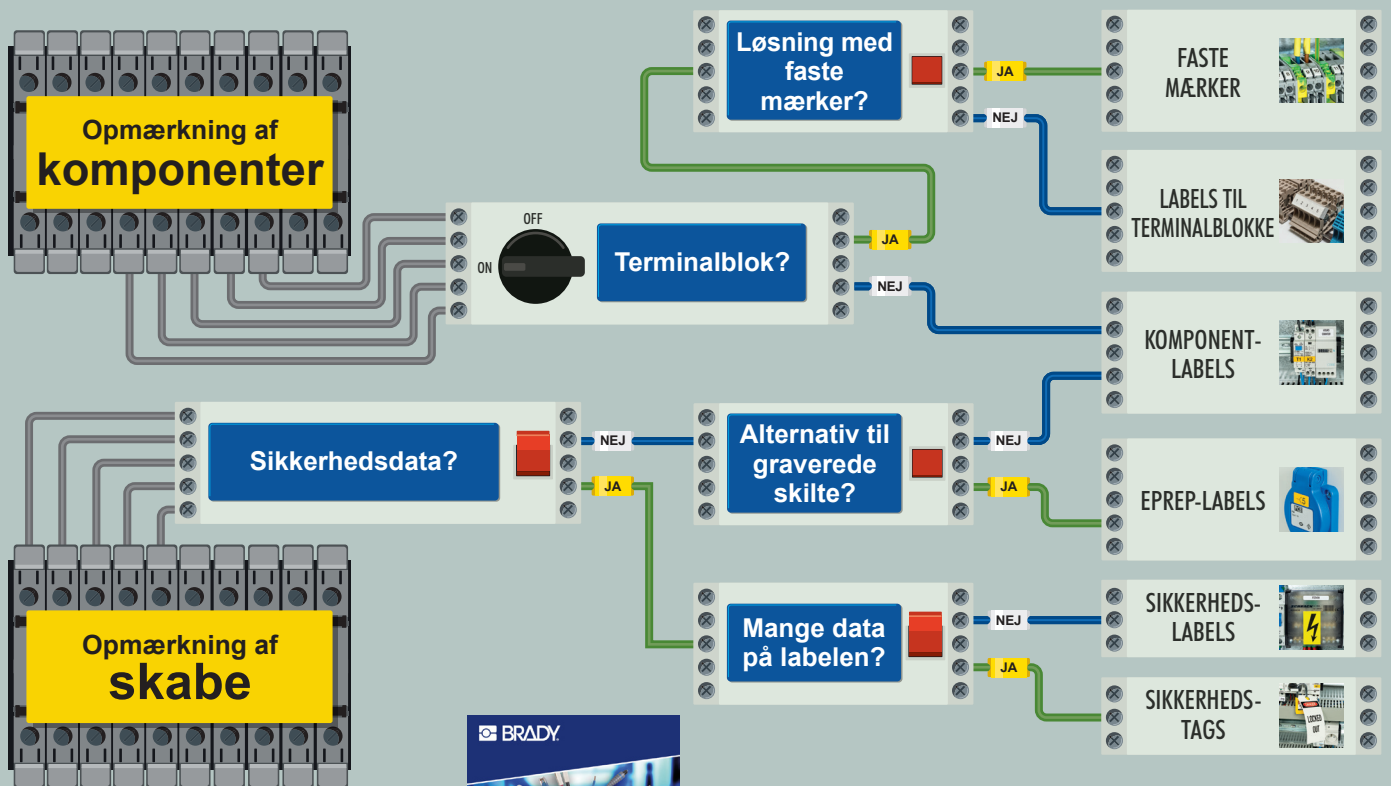 Opmærkning af
komponenter
OFF
ON
Terminalblok?
JA
NEJ
Løsning med
faste
mærker?
JA
NEJ
FASTE
MÆRKER
LABELS TIL
TERMINALBLOKKE
KOMPONENT-
LABELS
Opmærkning af
skabe
Sikkerhedsdata?
NEJ
JA
Alternativ til
graverede
skilte?
NEJ
JA
EPREP-LABELS
Mange data
på labelen?
NEJ
JA
SIKKERHEDS-
LABELS
SIKKERHEDS-
TAGS
LOCKED
OUT
BRADY